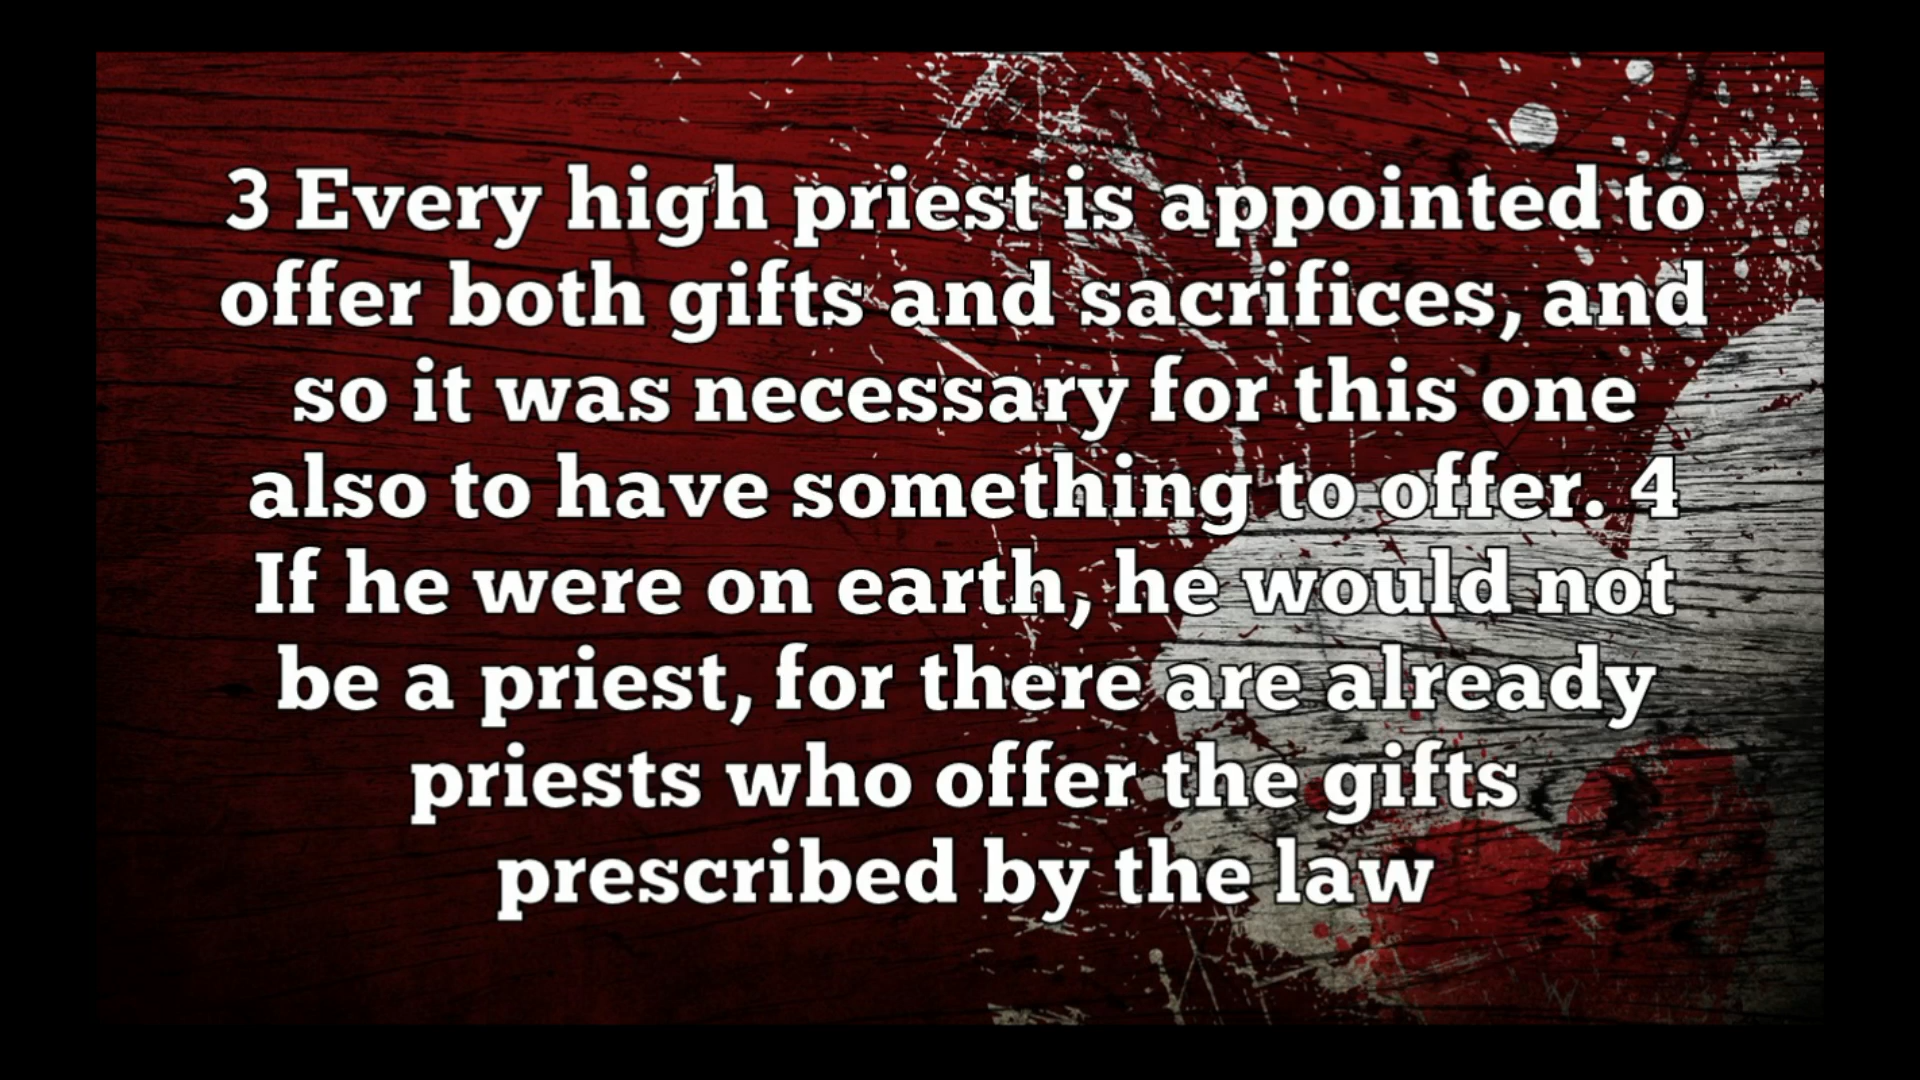 3 Every high priest is appointed to
offer both gifts and sacrifices, and
so it was necessary for this one
also to have something to offer. 4
If he were on earth, he would not
be a priest, for there are already
priests who offer the gifts
prescribed by the law